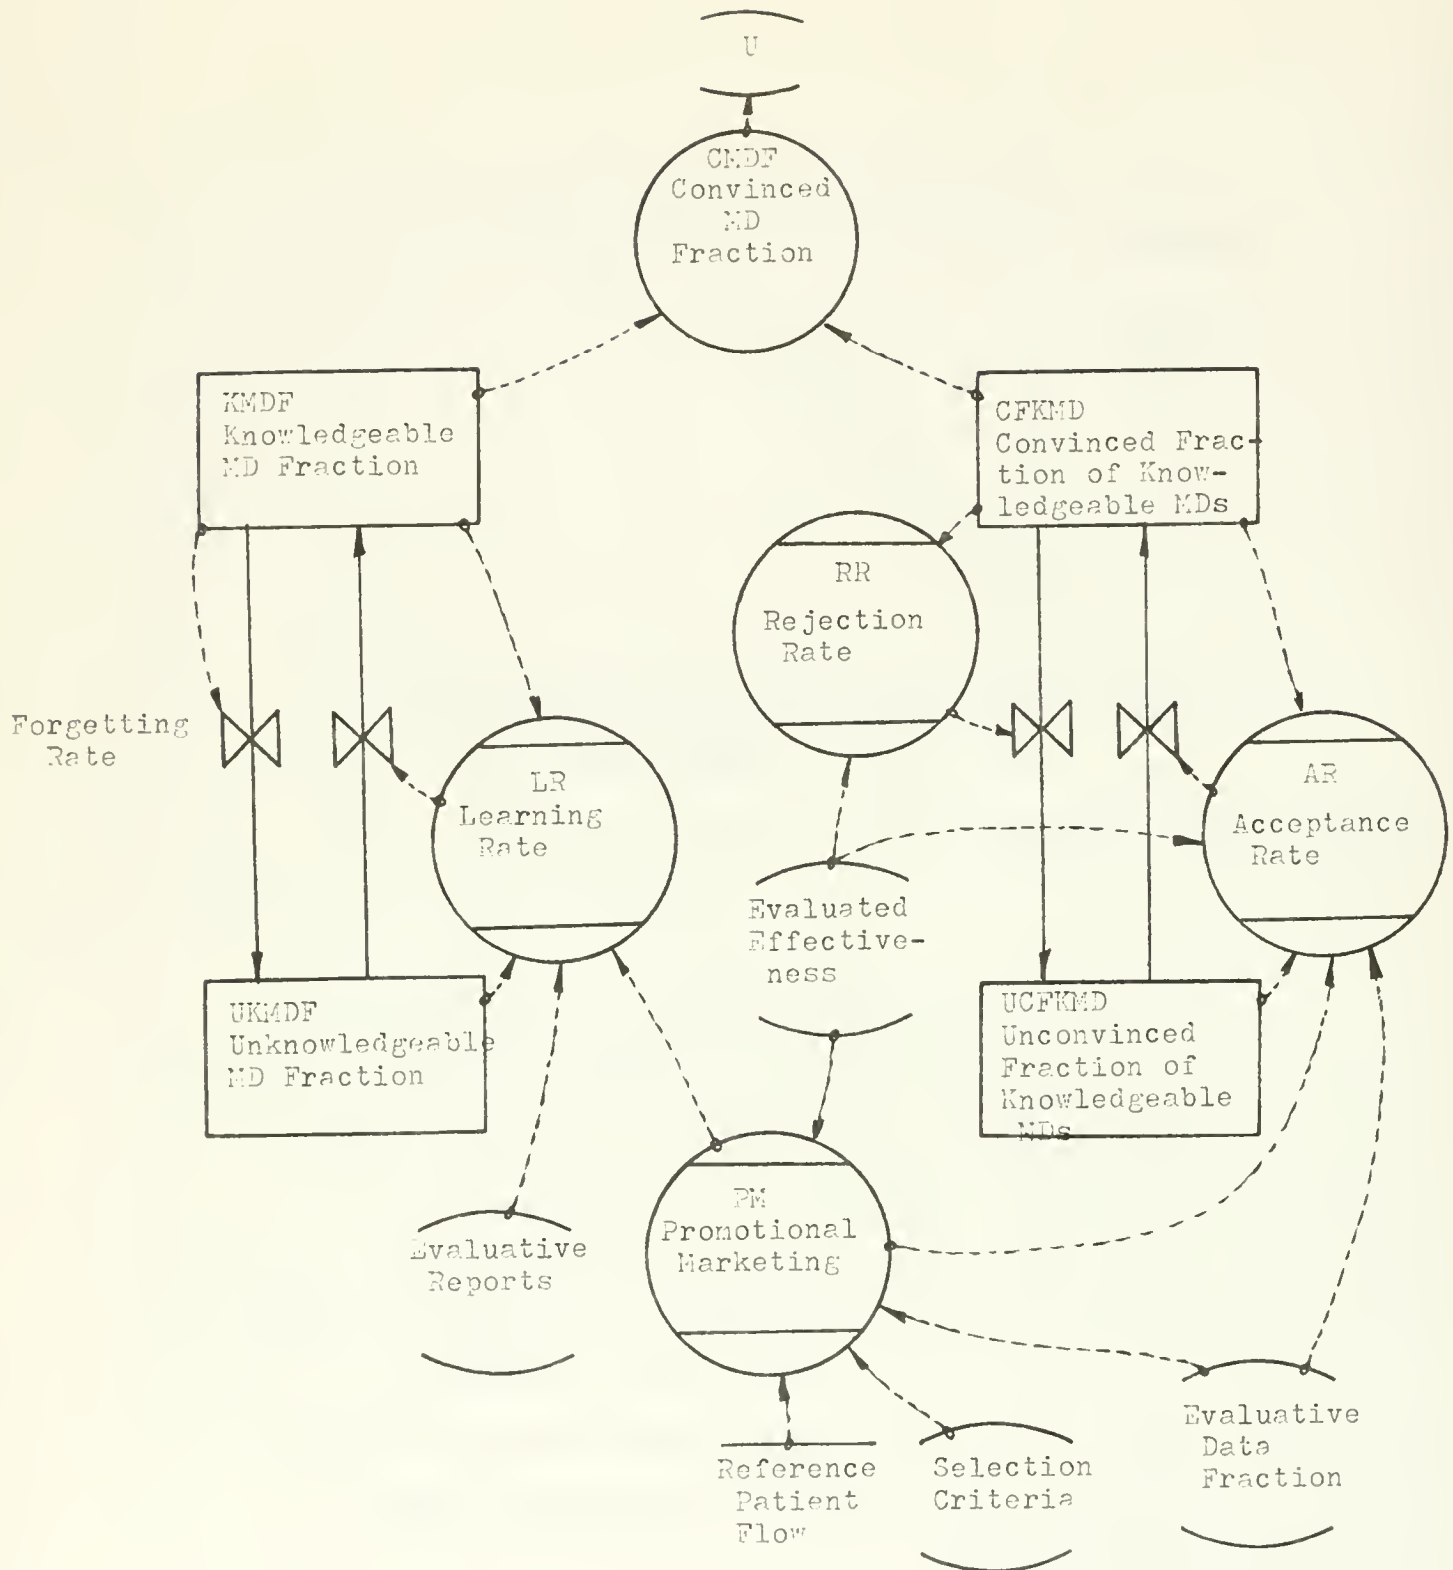 U
CMDF
Convinced
MD
Fraction
KMDF
Knowledgeable
MD Fraction
CFKMD
Convinced Frac-
tion of Know-
ledgeable MDs
RR
Rejection
Rate
Forgetting
Rate
LR
Learning
Rate
AR
Acceptance
Rate
Evaluated
Effective-
ness
UKMDF
Unknowledgeable
MD Fraction
UCFKMD
Unconvinced
Fraction of
Knowledgeable
MDs
PM
Promotional
Marketing
Evaluative
Reports
Reference
Patient
Flow
Selection
Criteria
Evaluative
Data
Fraction